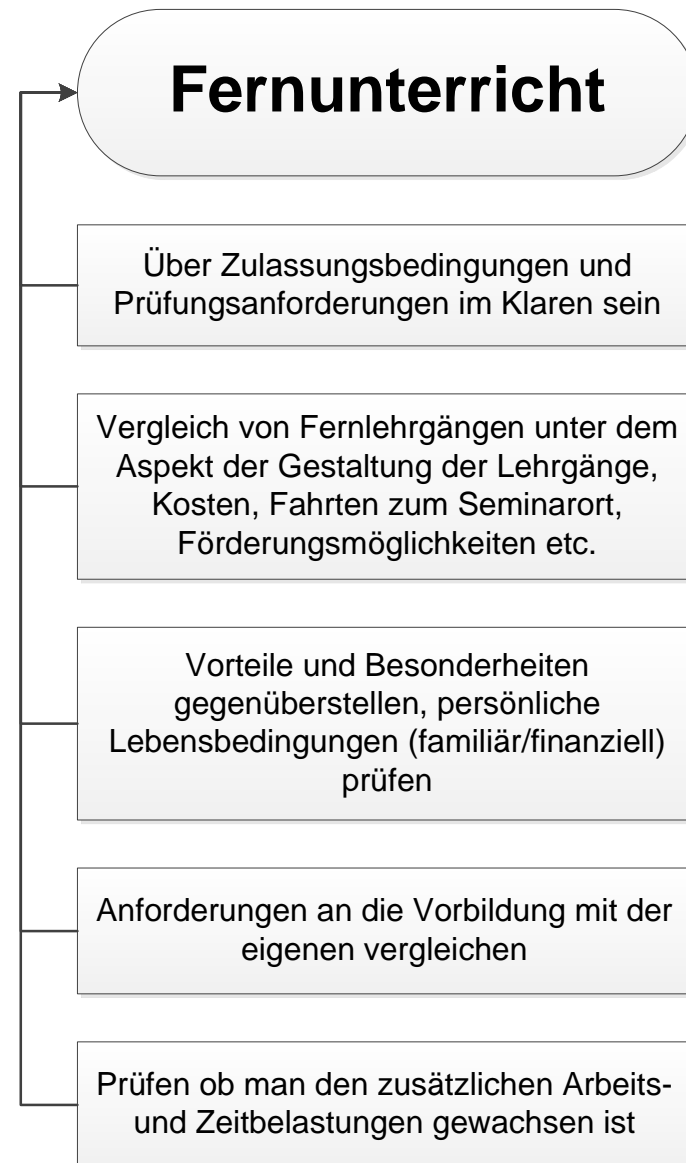 Fernunterricht
Über Zulassungsbedingungen und
Prüfungsanforderungen im Klaren sein
Vergleich von Fernlehrgängen unter dem
Aspekt der Gestaltung der Lehrgänge,
Kosten, Fahrten zum Seminarort,
Förderungsmöglichkeiten etc.
Vorteile und Besonderheiten
gegenüberstellen, persönliche
Lebensbedingungen (familiär/finanziell)
prüfen
Anforderungen an die Vorbildung mit der
eigenen vergleichen
Prüfen ob man den zusätzlichen Arbeits-
und Zeitbelastungen gewachsen ist